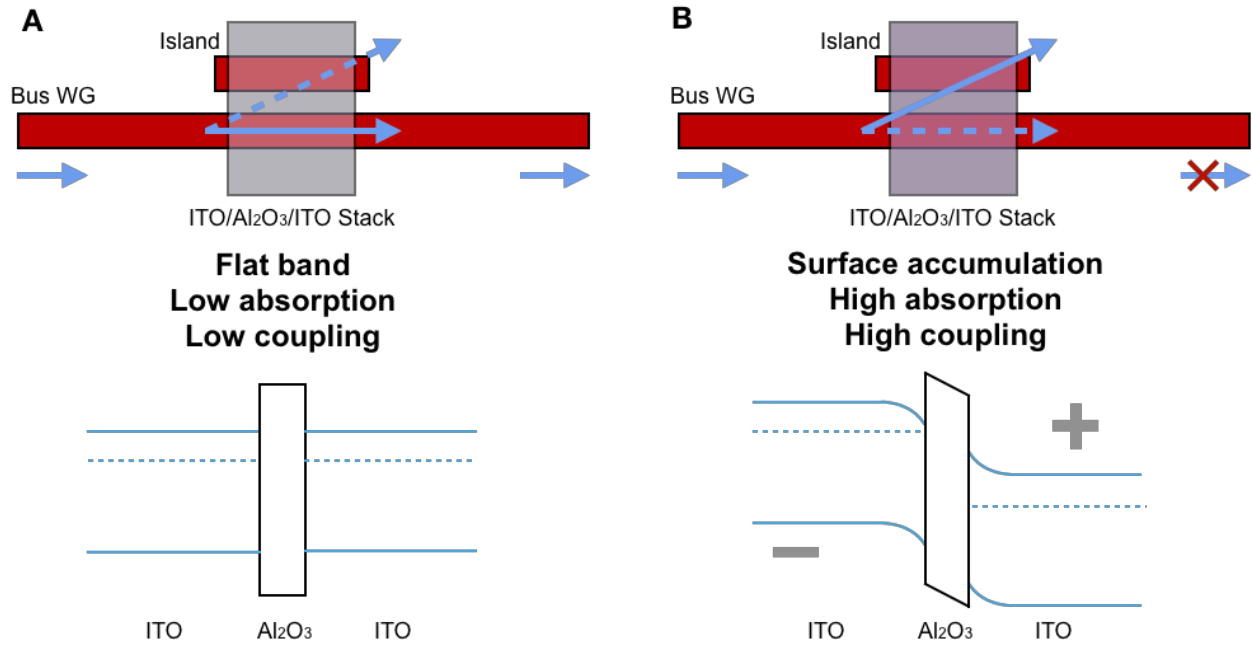 A
Island
Bus WG
ITO/Al₂O₃/ITO Stack
Flat band
Low absorption
Low coupling
ITO
Al₂O₃
ITO
B
Island
Bus WG
ITO/Al₂O₃/ITO Stack
Surface accumulation
High absorption
High coupling
+
−
ITO
Al₂O₃
ITO